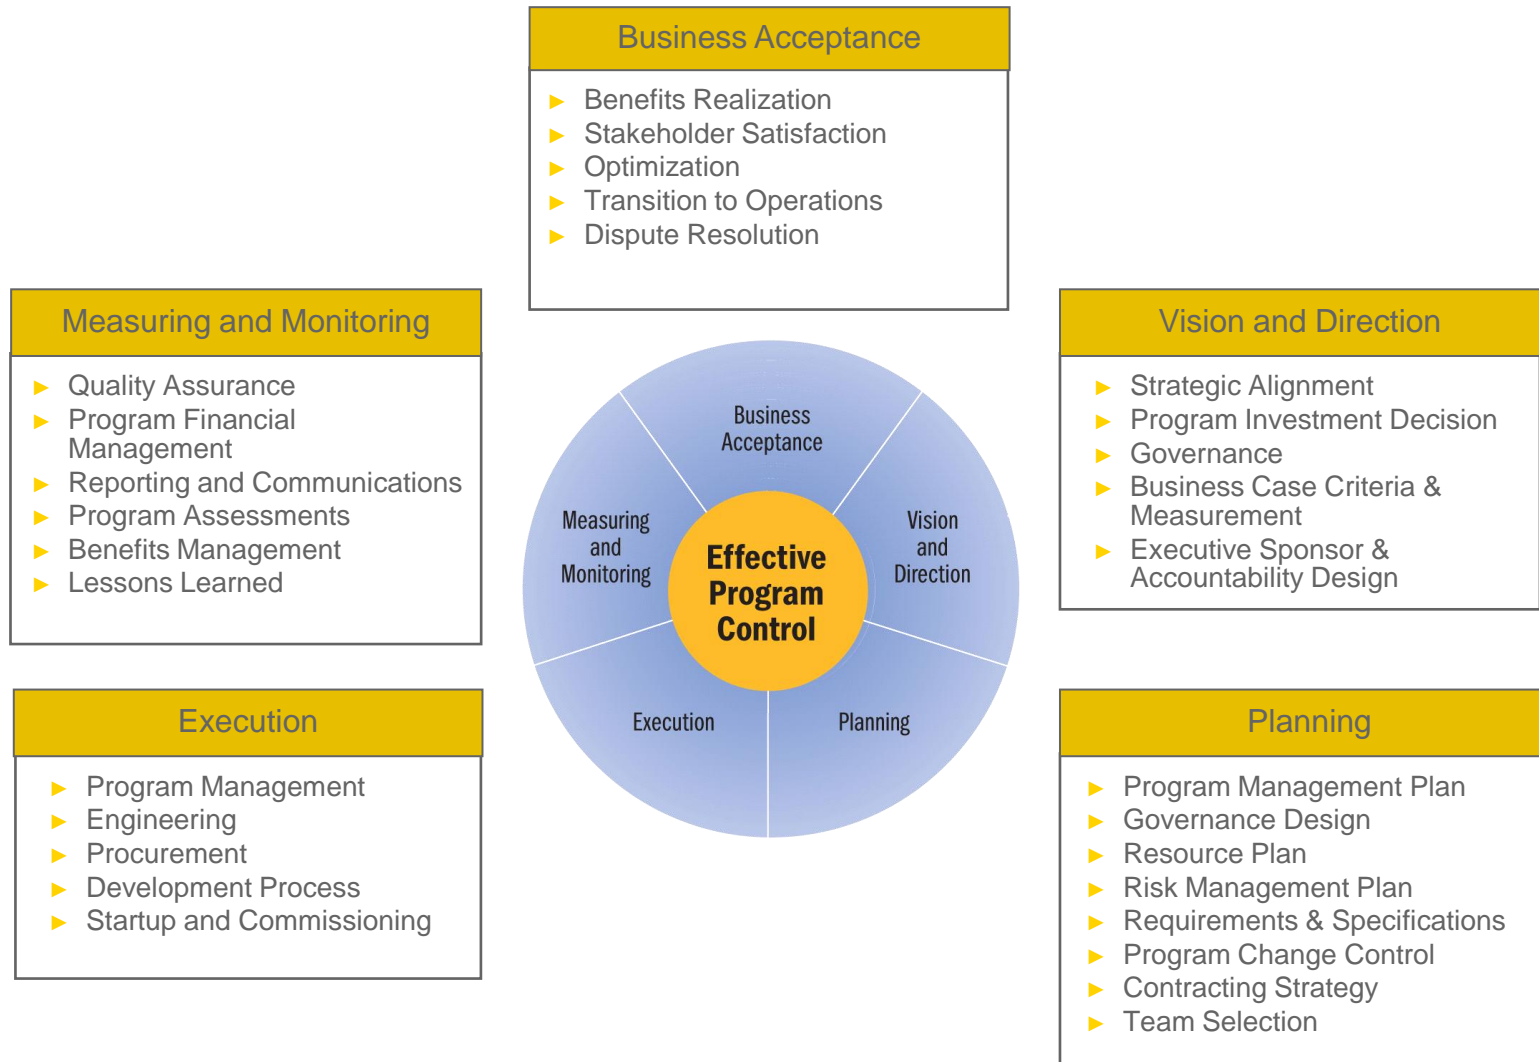 Business Acceptance
► Benefits Realization
► Stakeholder Satisfaction
► Optimization
► Transition to Operations
► Dispute Resolution
Measuring and Monitoring
► Quality Assurance
► Program Financial
Management
► Reporting and Communications
► Program Assessments
► Benefits Management
► Lessons Learned
Vision and Direction
► Strategic Alignment
► Program Investment Decision
► Governance
► Business Case Criteria &
Measurement
► Executive Sponsor &
Accountability Design
Business
Acceptance
Measuring
and
Monitoring
Effective
Program
Control
Vision
and
Direction
Execution
Planning
Execution
► Program Management
► Engineering
► Procurement
► Development Process
► Startup and Commissioning
Planning
► Program Management Plan
► Governance Design
► Resource Plan
► Risk Management Plan
► Requirements & Specifications
► Program Change Control
► Contracting Strategy
► Team Selection